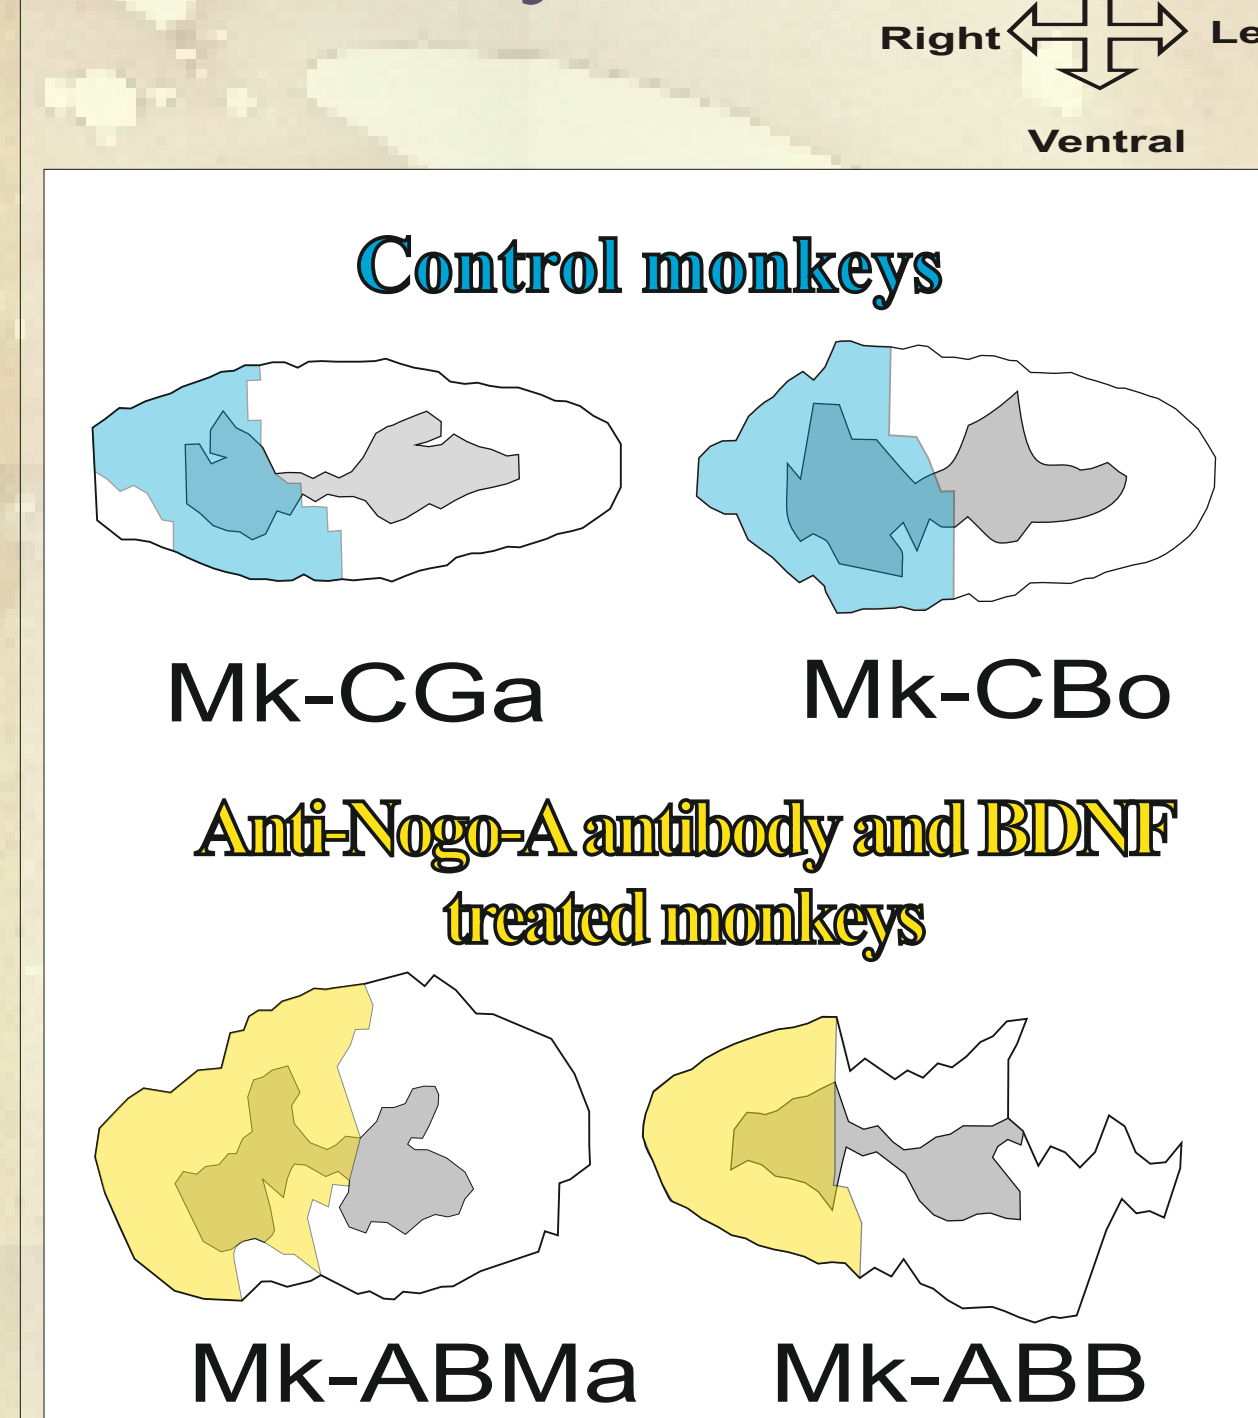 Right
Ventral
Control monkeys
Mk-CGa
Mk-CBo
Anti-Nogo-A antibody and BDNF
treated monkeys
Mk-ABMa
Mk-ABB